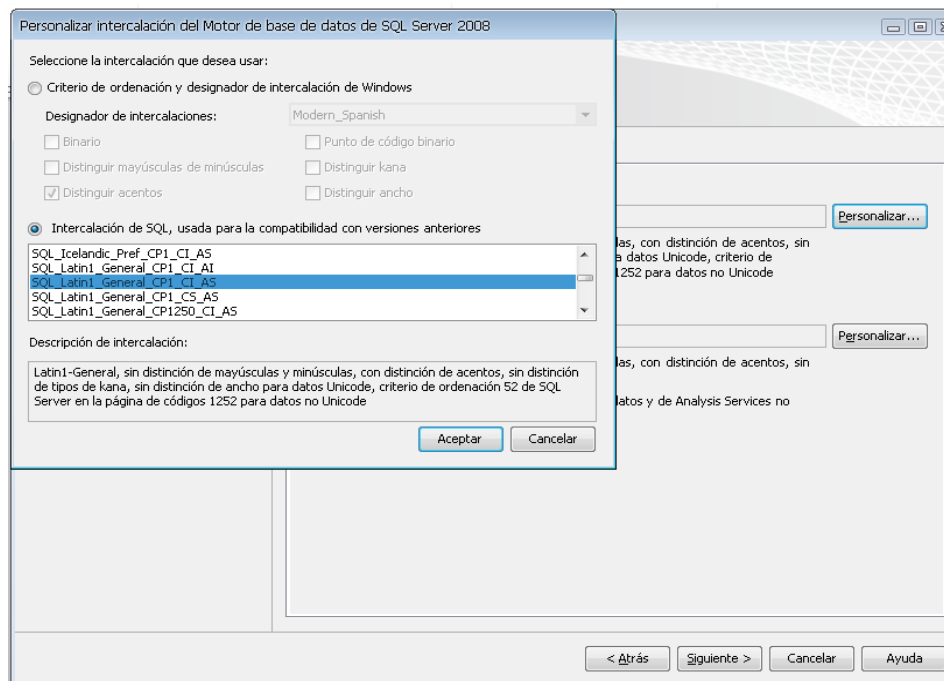 Personalizar intercalación del Motor de base de datos de SQL Server 2008
Seleccione la intercalación que desea usar:
Criterio de ordenación y designador de intercalación de Windows
Designador de intercalaciones: Modern_Spanish
Binario Punto de código binario
Distinguir mayúsculas de minúsculas Distinguir kana
Distinguir acentos Distinguir ancho
Intercalación de SQL, usada para la compatibilidad con versiones anteriores
SQL_Icelandic_Pref_CP1_CI_AS
SQL_Latin1_General_CP1_CI_AI
SQL_Latin1_General_CP1_CI_AS
SQL_Latin1_General_CP1_CS_AS
SQL_Latin1_General_CP1250_CI_AS
Descripción de intercalación:
Latin1-General, sin distinción de mayúsculas y minúsculas, con distinción de acentos, sin distinción
de tipos de kana, sin distinción de ancho para datos Unicode, criterio de ordenación 52 de SQL
Server en la página de códigos 1252 para datos no Unicode
Aceptar Cancelar
Personalizar...
las, con distinción de acentos, sin
a datos Unicode, criterio de
1252 para datos no Unicode
Personalizar...
las, con distinción de acentos, sin
latos y de Analysis Services no
< Atrás Siguiente > Cancelar Ayuda